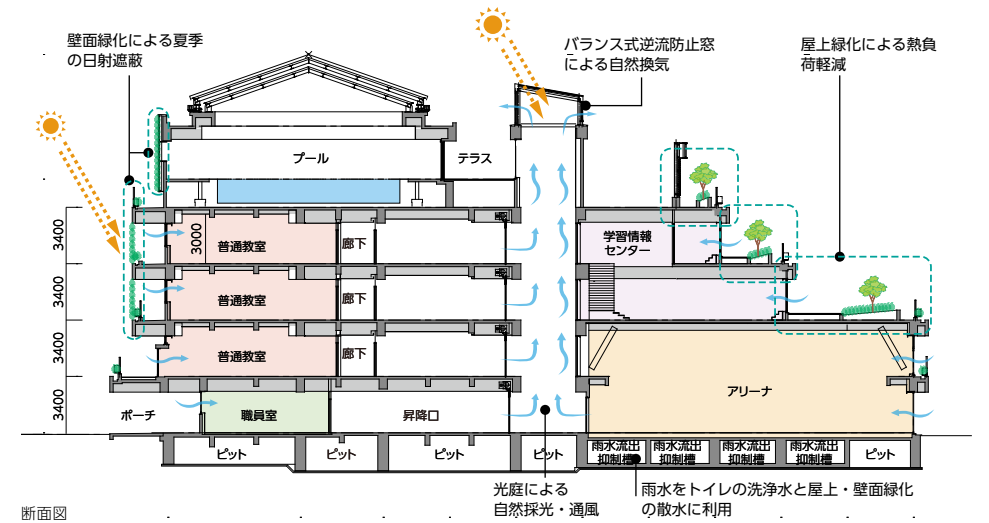 壁面緑化による夏季
の日射遮蔽
バランス式逆流防止窓
による自然換気
屋上緑化による熱負
荷軽減
プール
テラス
3400
3000
普通教室
廊下
学習情報
センター
3400
普通教室
廊下
3400
普通教室
廊下
アリーナ
3400
ポーチ
職員室
昇降口
ピット
ピット
ピット
ピット
雨水流出
抑制槽
雨水流出
抑制槽
雨水流出
抑制槽
雨水流出
抑制槽
ピット
光庭による
自然採光・通風
雨水をトイレの洗浄水と屋上・壁面緑化
の散水に利用
断面図